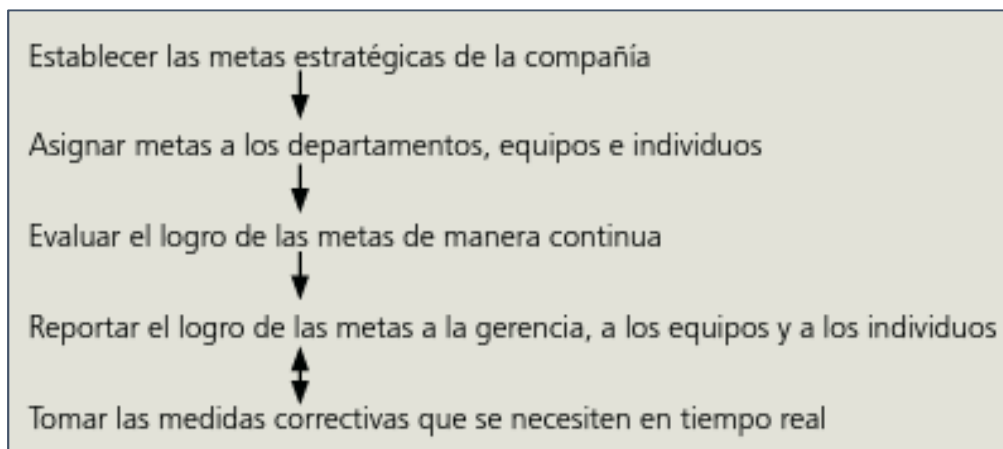 Establecer las metas estratégicas de la compañía
Asignar metas a los departamentos, equipos e individuos
Evaluar el logro de las metas de manera continua
Reportar el logro de las metas a la gerencia, a los equipos y a los individuos
Tomar las medidas correctivas que se necesiten en tiempo real